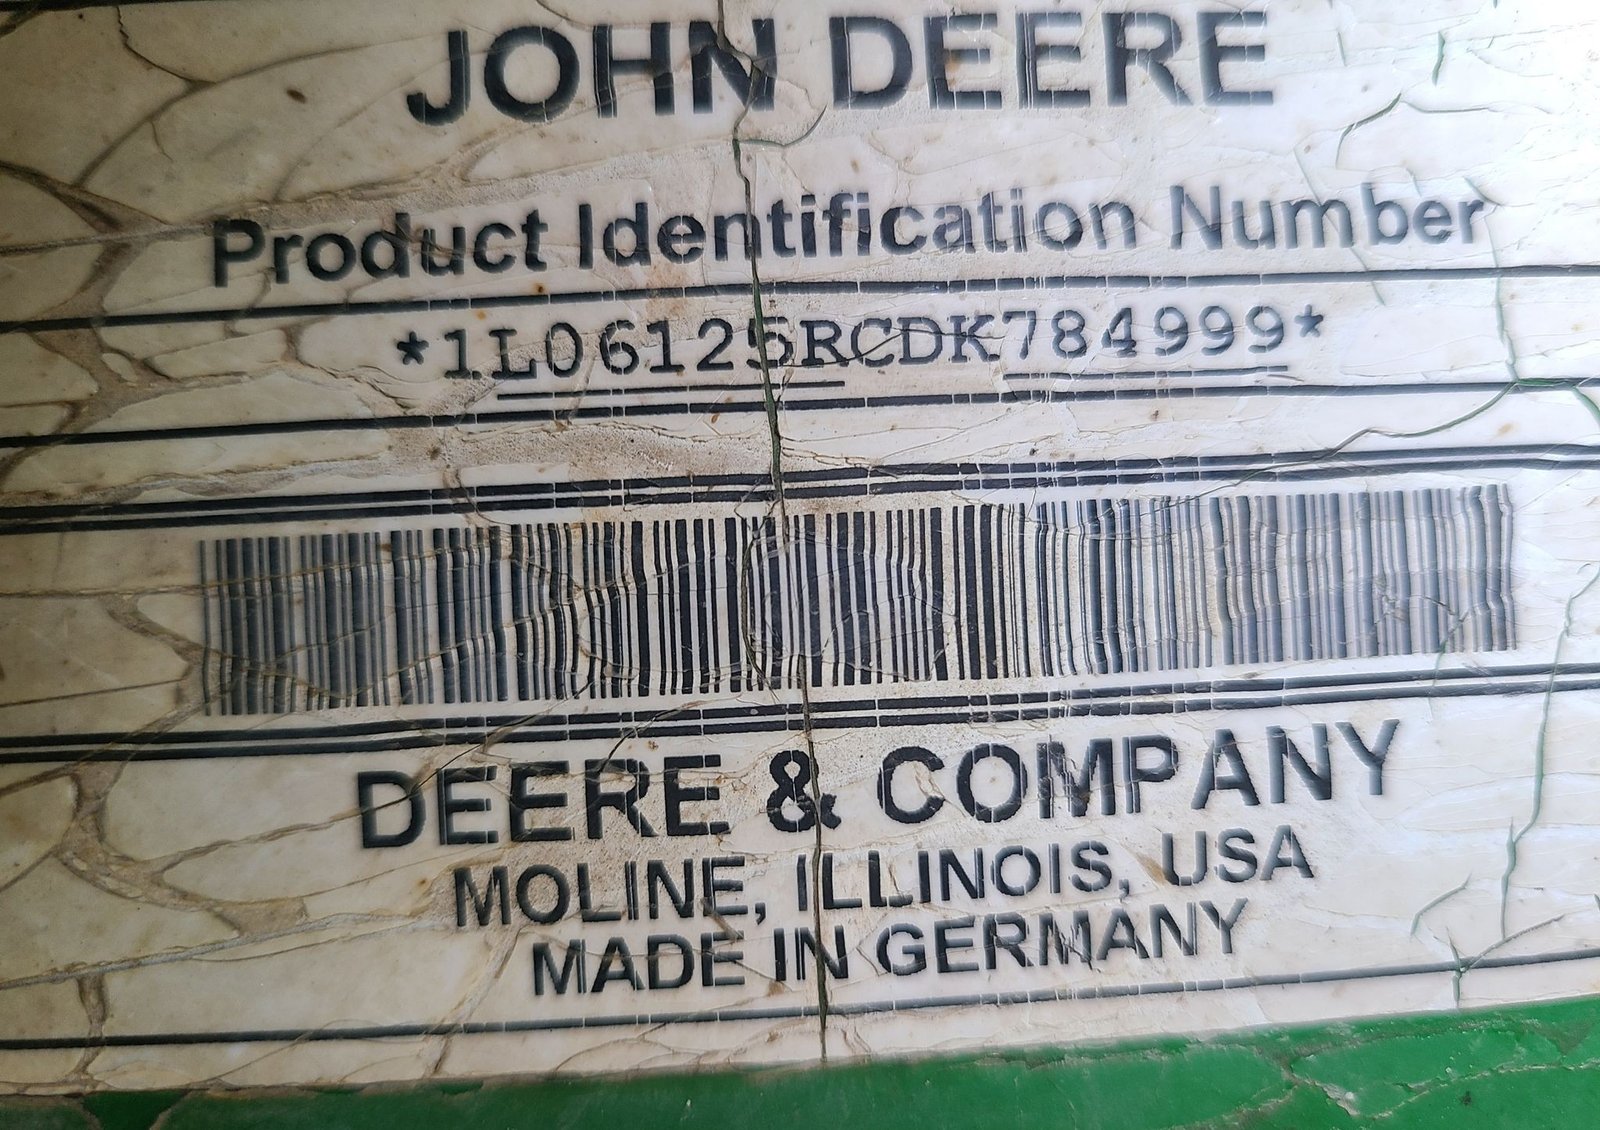 JOHN DEERE
Product Identification Number
*1L06125RCDK784999*
DEERE & COMPANY
MOLINE, ILLINOIS, USA
MADE IN GERMANY